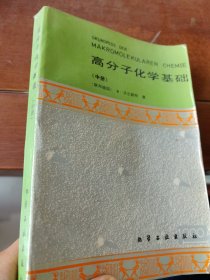 GRUNDRISS DER
MAKROMOLEKULAREN CHEMIE
高分子化学基础
(中册)
化学工业出版社